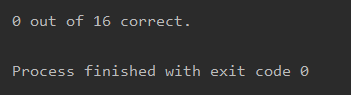 0 out of 16 correct.
Process finished with exit code 0